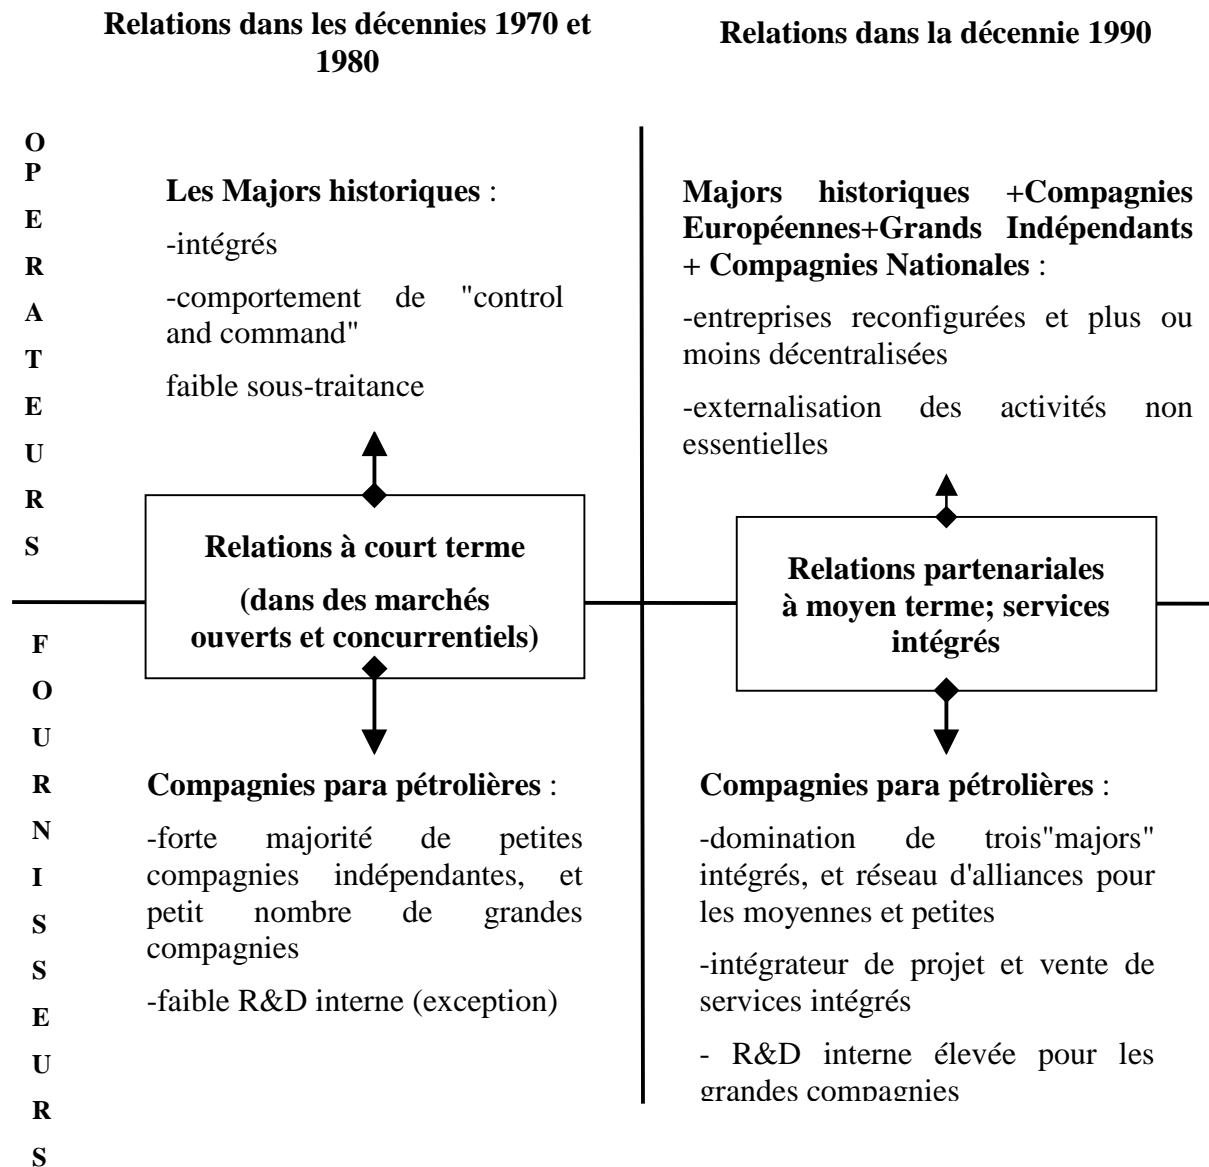 Relations dans les décennies 1970 et
1980
Relations dans la décennie 1990
O
P
E
R
A
T
E
U
R
S
Les Majors historiques :
-intégrés
-comportement de "control
and command"
faible sous-traitance
Majors historiques +Compagnies
Européennes+Grands Indépendants
+ Compagnies Nationales :
-entreprises reconfigurées et plus ou
moins décentralisées
-externalisation des activités non
essentielles
Relations à court terme
(dans des marchés
ouverts et concurrentiels)
Relations partenariales
à moyen terme; services
intégrés
F
O
U
R
N
I
S
S
E
U
R
S
Compagnies para pétrolières :
-forte majorité de petites
compagnies indépendantes, et
petit nombre de grandes
compagnies
-faible R&D interne (exception)
Compagnies para pétrolières :
-domination de trois"majors"
intégrés, et réseau d'alliances pour
les moyennes et petites
-intégrateur de projet et vente de
services intégrés
- R&D interne élevée pour les
grandes compagnies